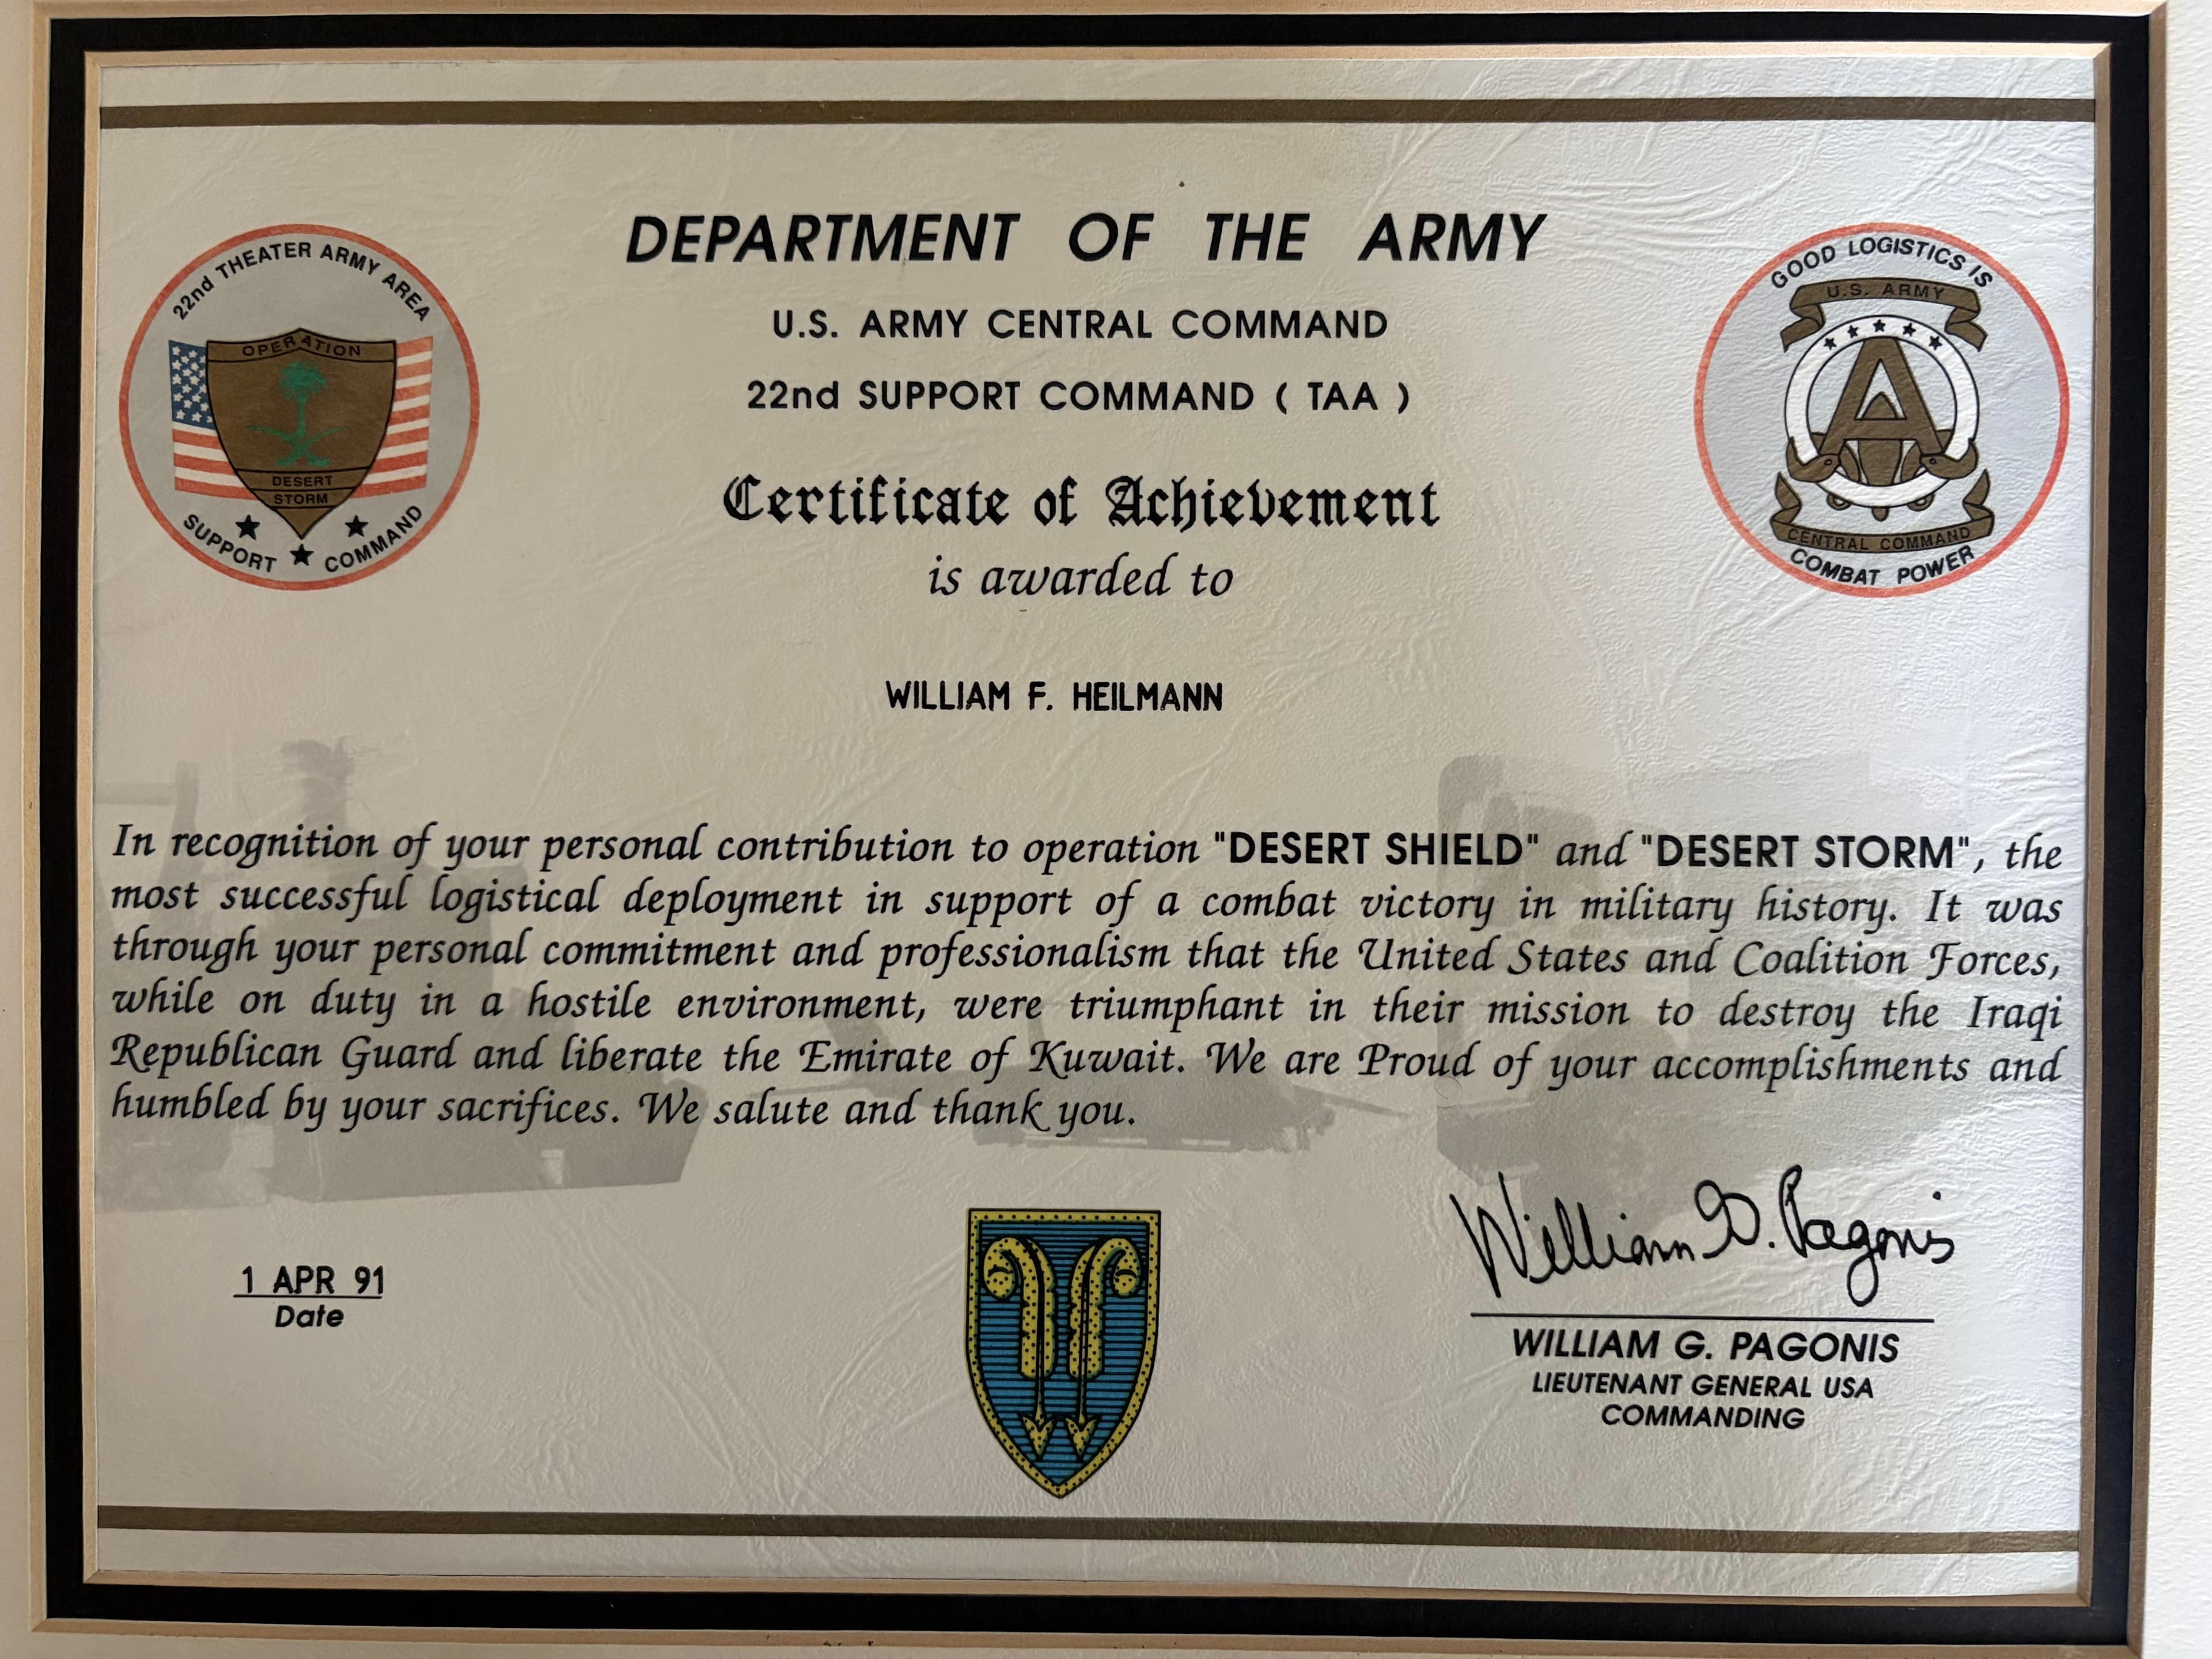 22nd THEATER ARMY AREA
OPERATION
DESERT
STORM
SUPPORT COMMAND
GOOD LOGISTICS IS
U.S. ARMY
A
CENTRAL COMMAND
COMBAT POWER
DEPARTMENT OF THE ARMY
U.S. ARMY CENTRAL COMMAND
22nd SUPPORT COMMAND ( TAA )
Certificate of Achievement
is awarded to
WILLIAM F. HEILMANN
In recognition of your personal contribution to operation "DESERT SHIELD" and "DESERT STORM", the
most successful logistical deployment in support of a combat victory in military history. It was
through your personal commitment and professionalism that the United States and Coalition Forces,
while on duty in a hostile environment, were triumphant in their mission to destroy the Iraqi
Republican Guard and liberate the Emirate of Kuwait. We are Proud of your accomplishments and
humbled by your sacrifices. We salute and thank you.
1 APR 91
Date
William G. Pagonis
WILLIAM G. PAGONIS
LIEUTENANT GENERAL USA
COMMANDING